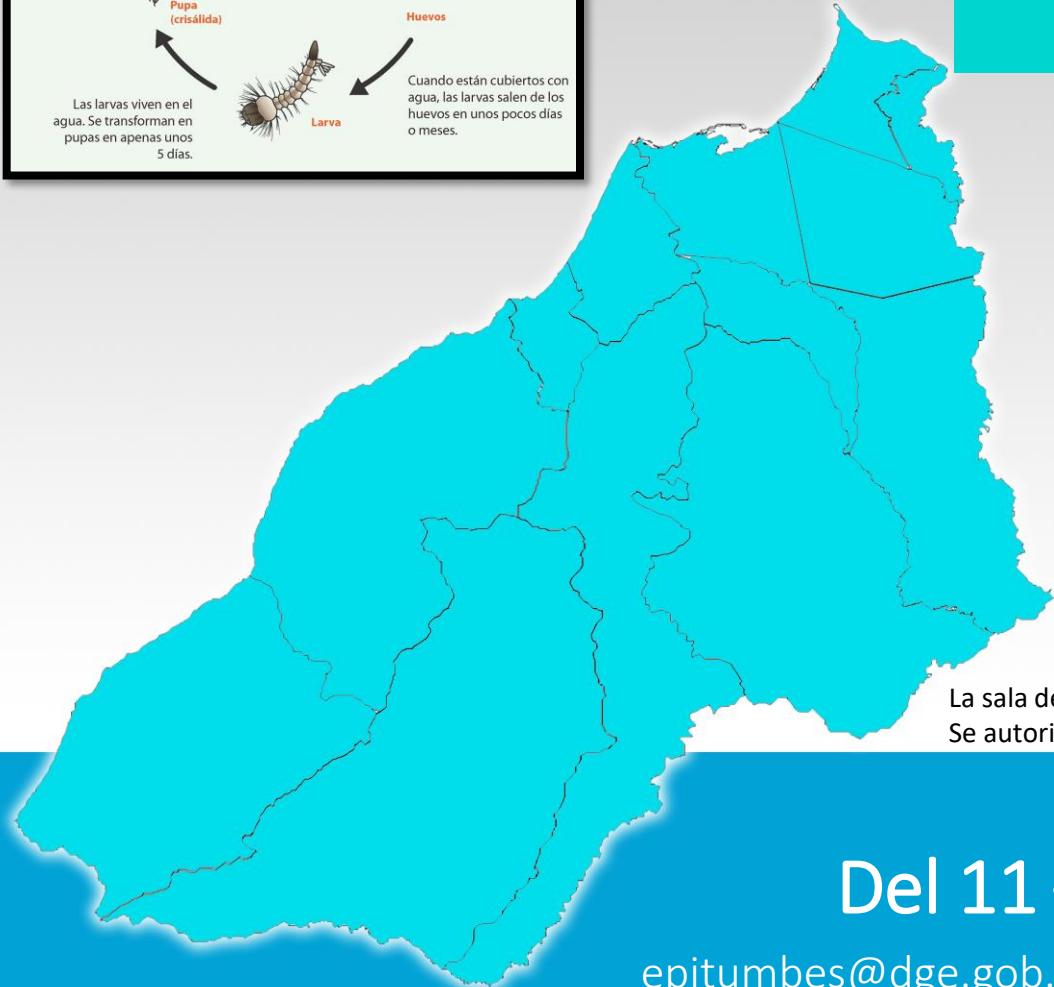 Pupa
(crisálida)
Huevos
Las larvas viven en el
agua. Se transforman en
pupas en apenas unos
5 días.
Larva
Cuando están cubiertos con
agua, las larvas salen de los
huevos en unos pocos días
o meses.
La sala de
Se autori
Del 11
epitumbes@dge.gob.